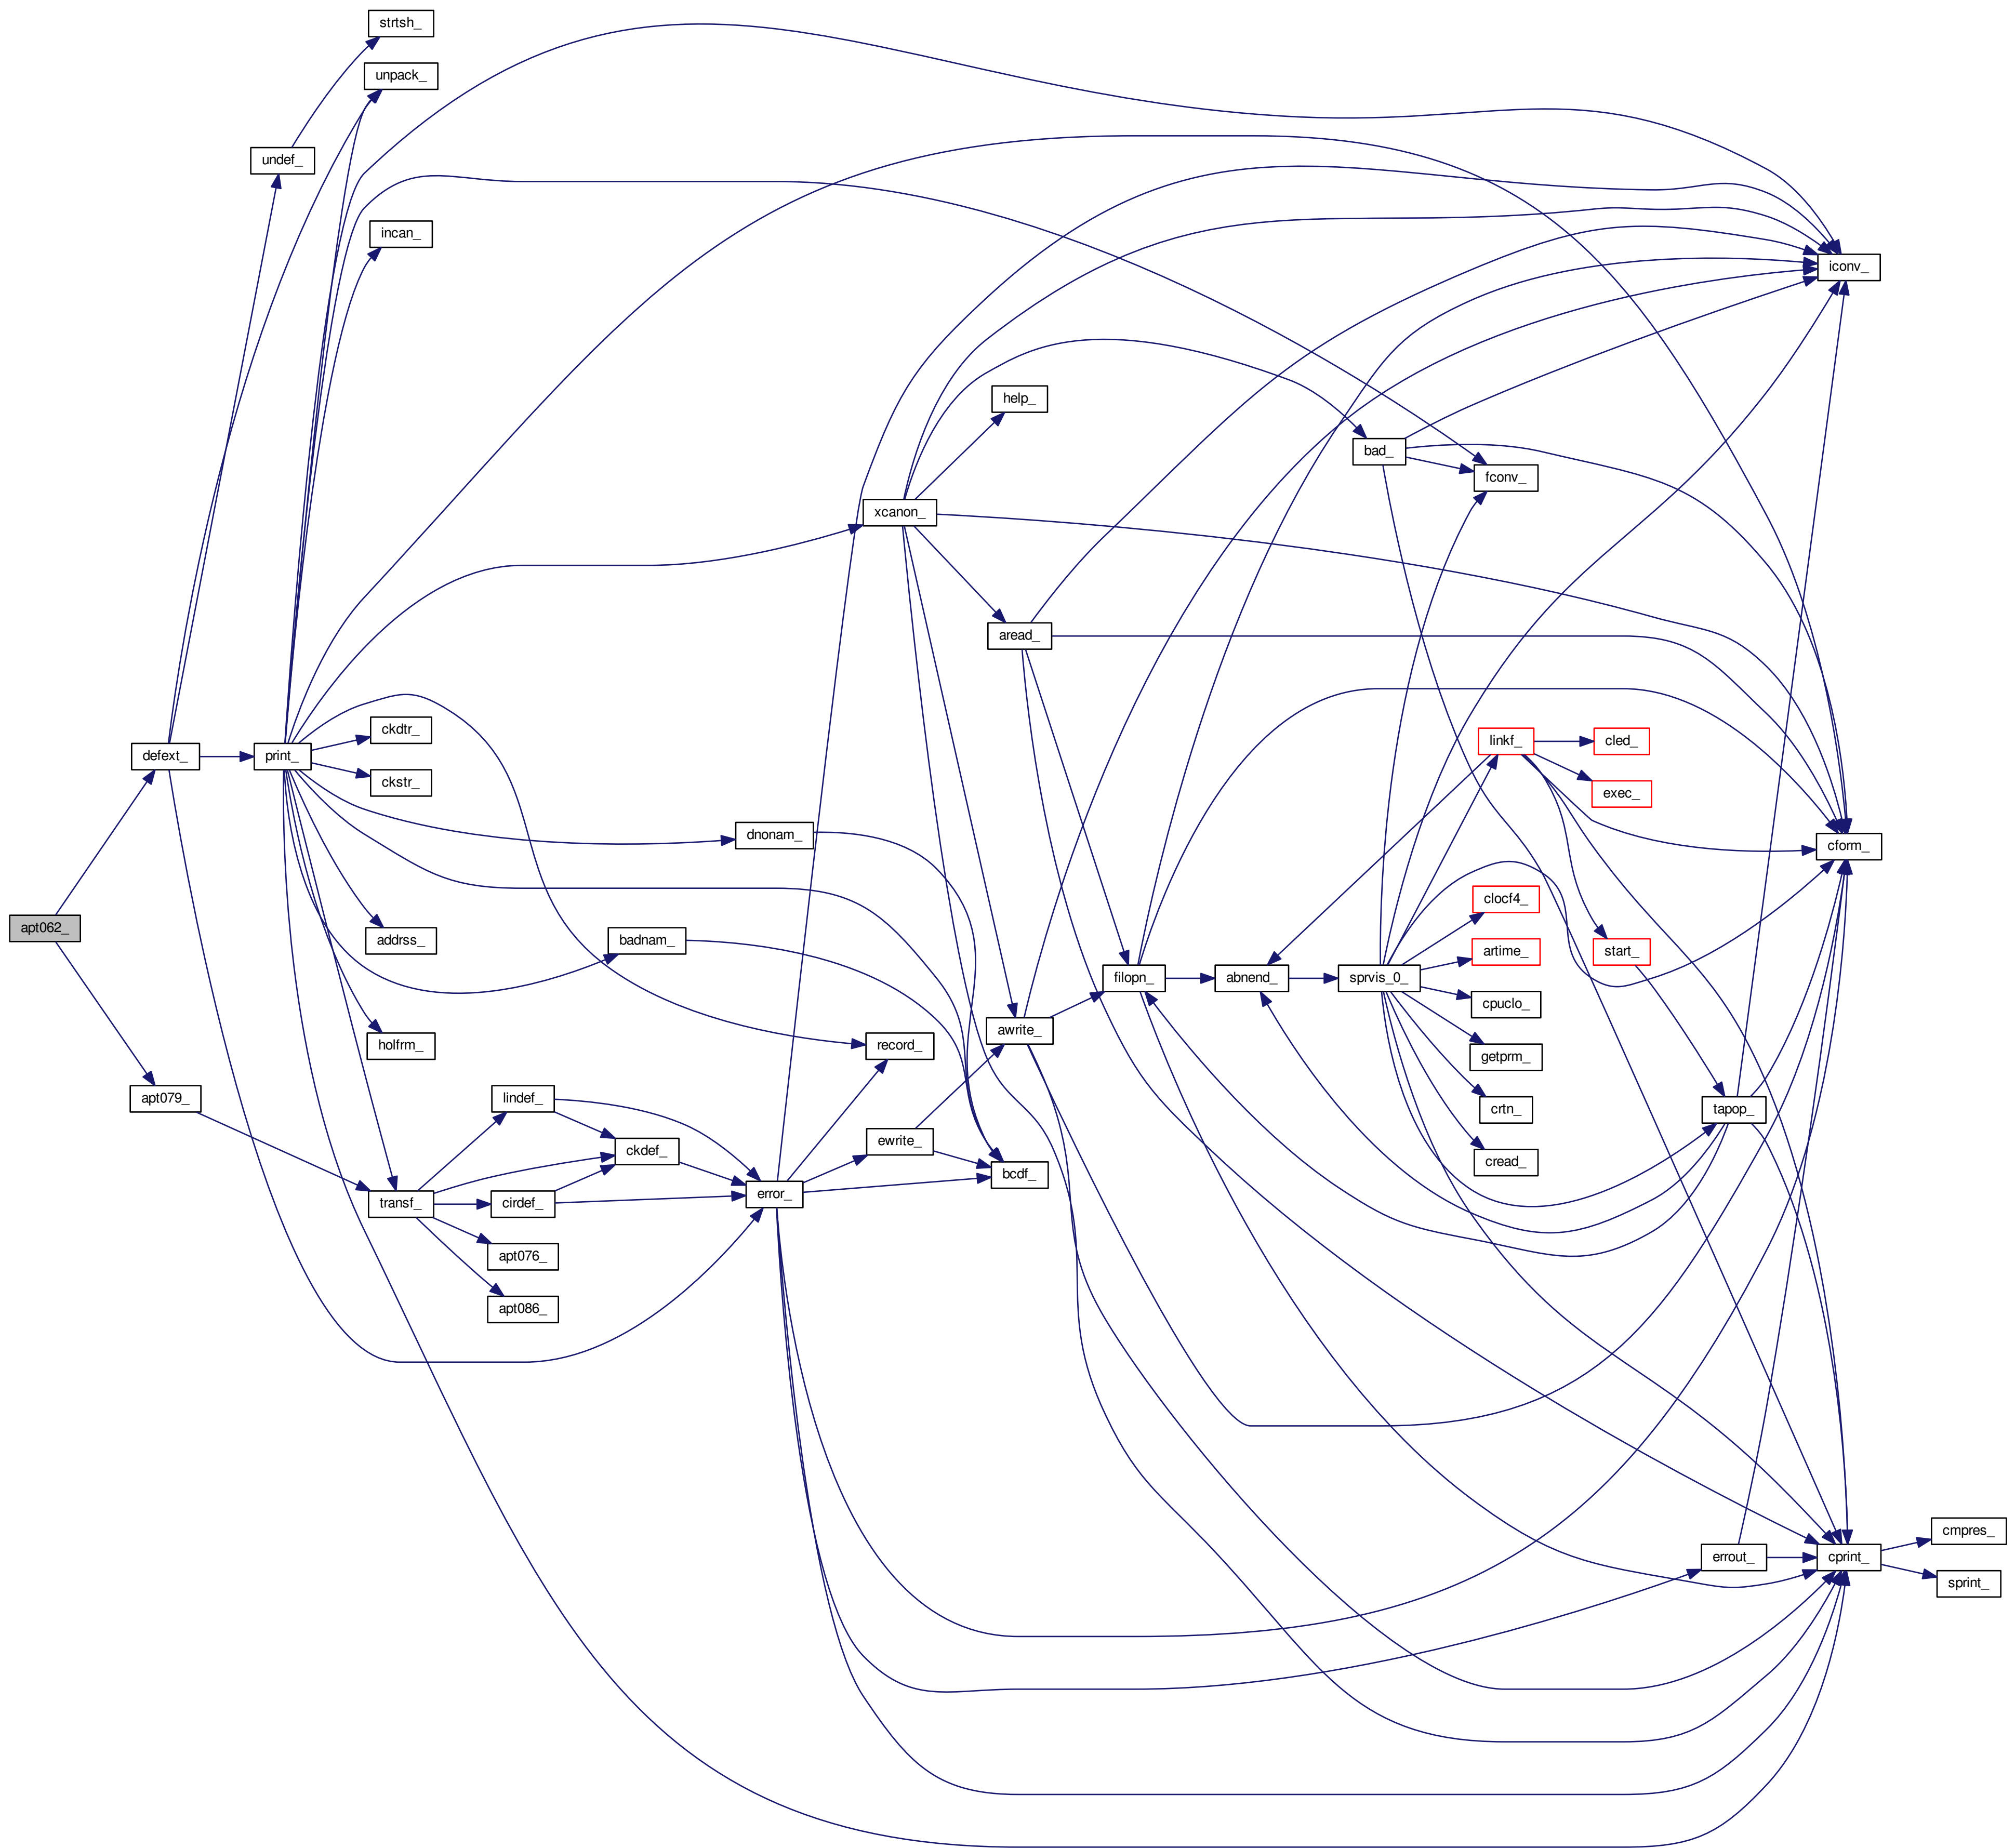 strtsh_
unpack_
undef_
incan_
iconv_
help_
bad_
fconv_
xcanon_
aread_
ckdtr_
linkf_
cled_
defext_
print_
ckstr_
exec_
dnonam_
cform_
clocf4_
apt062_
addrss_
badnam_
artime_
start_
filopn_
abnend_
sprvis_0_
cpuclo_
holfrm_
record_
awrite_
getprm_
apt079_
lindef_
crtn_
tapop_
ckdef_
ewrite_
cread_
bcdf_
transf_
cirdef_
error_
apt076_
apt086_
cmpres_
errout_
cprint_
sprint_